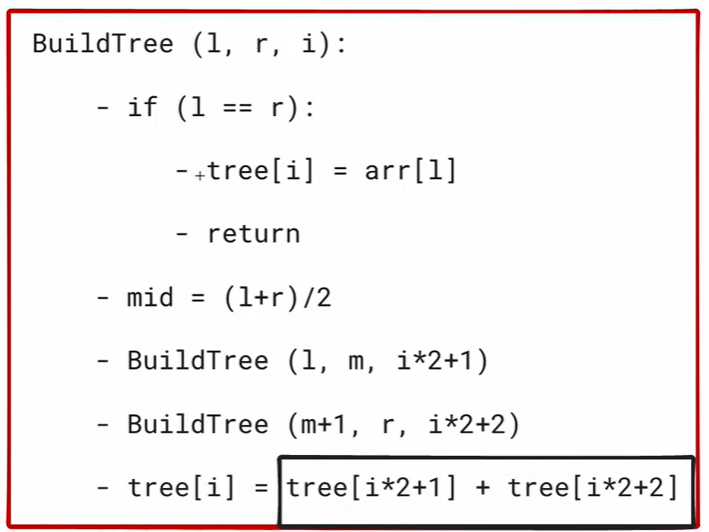 BuildTree (l, r, i):
- if (l == r):
- +tree[i] = arr[l]
- return
- mid = (l+r)/2
- BuildTree (l, m, i*2+1)
- BuildTree (m+1, r, i*2+2)
- tree[i] = tree[i*2+1] + tree[i*2+2]